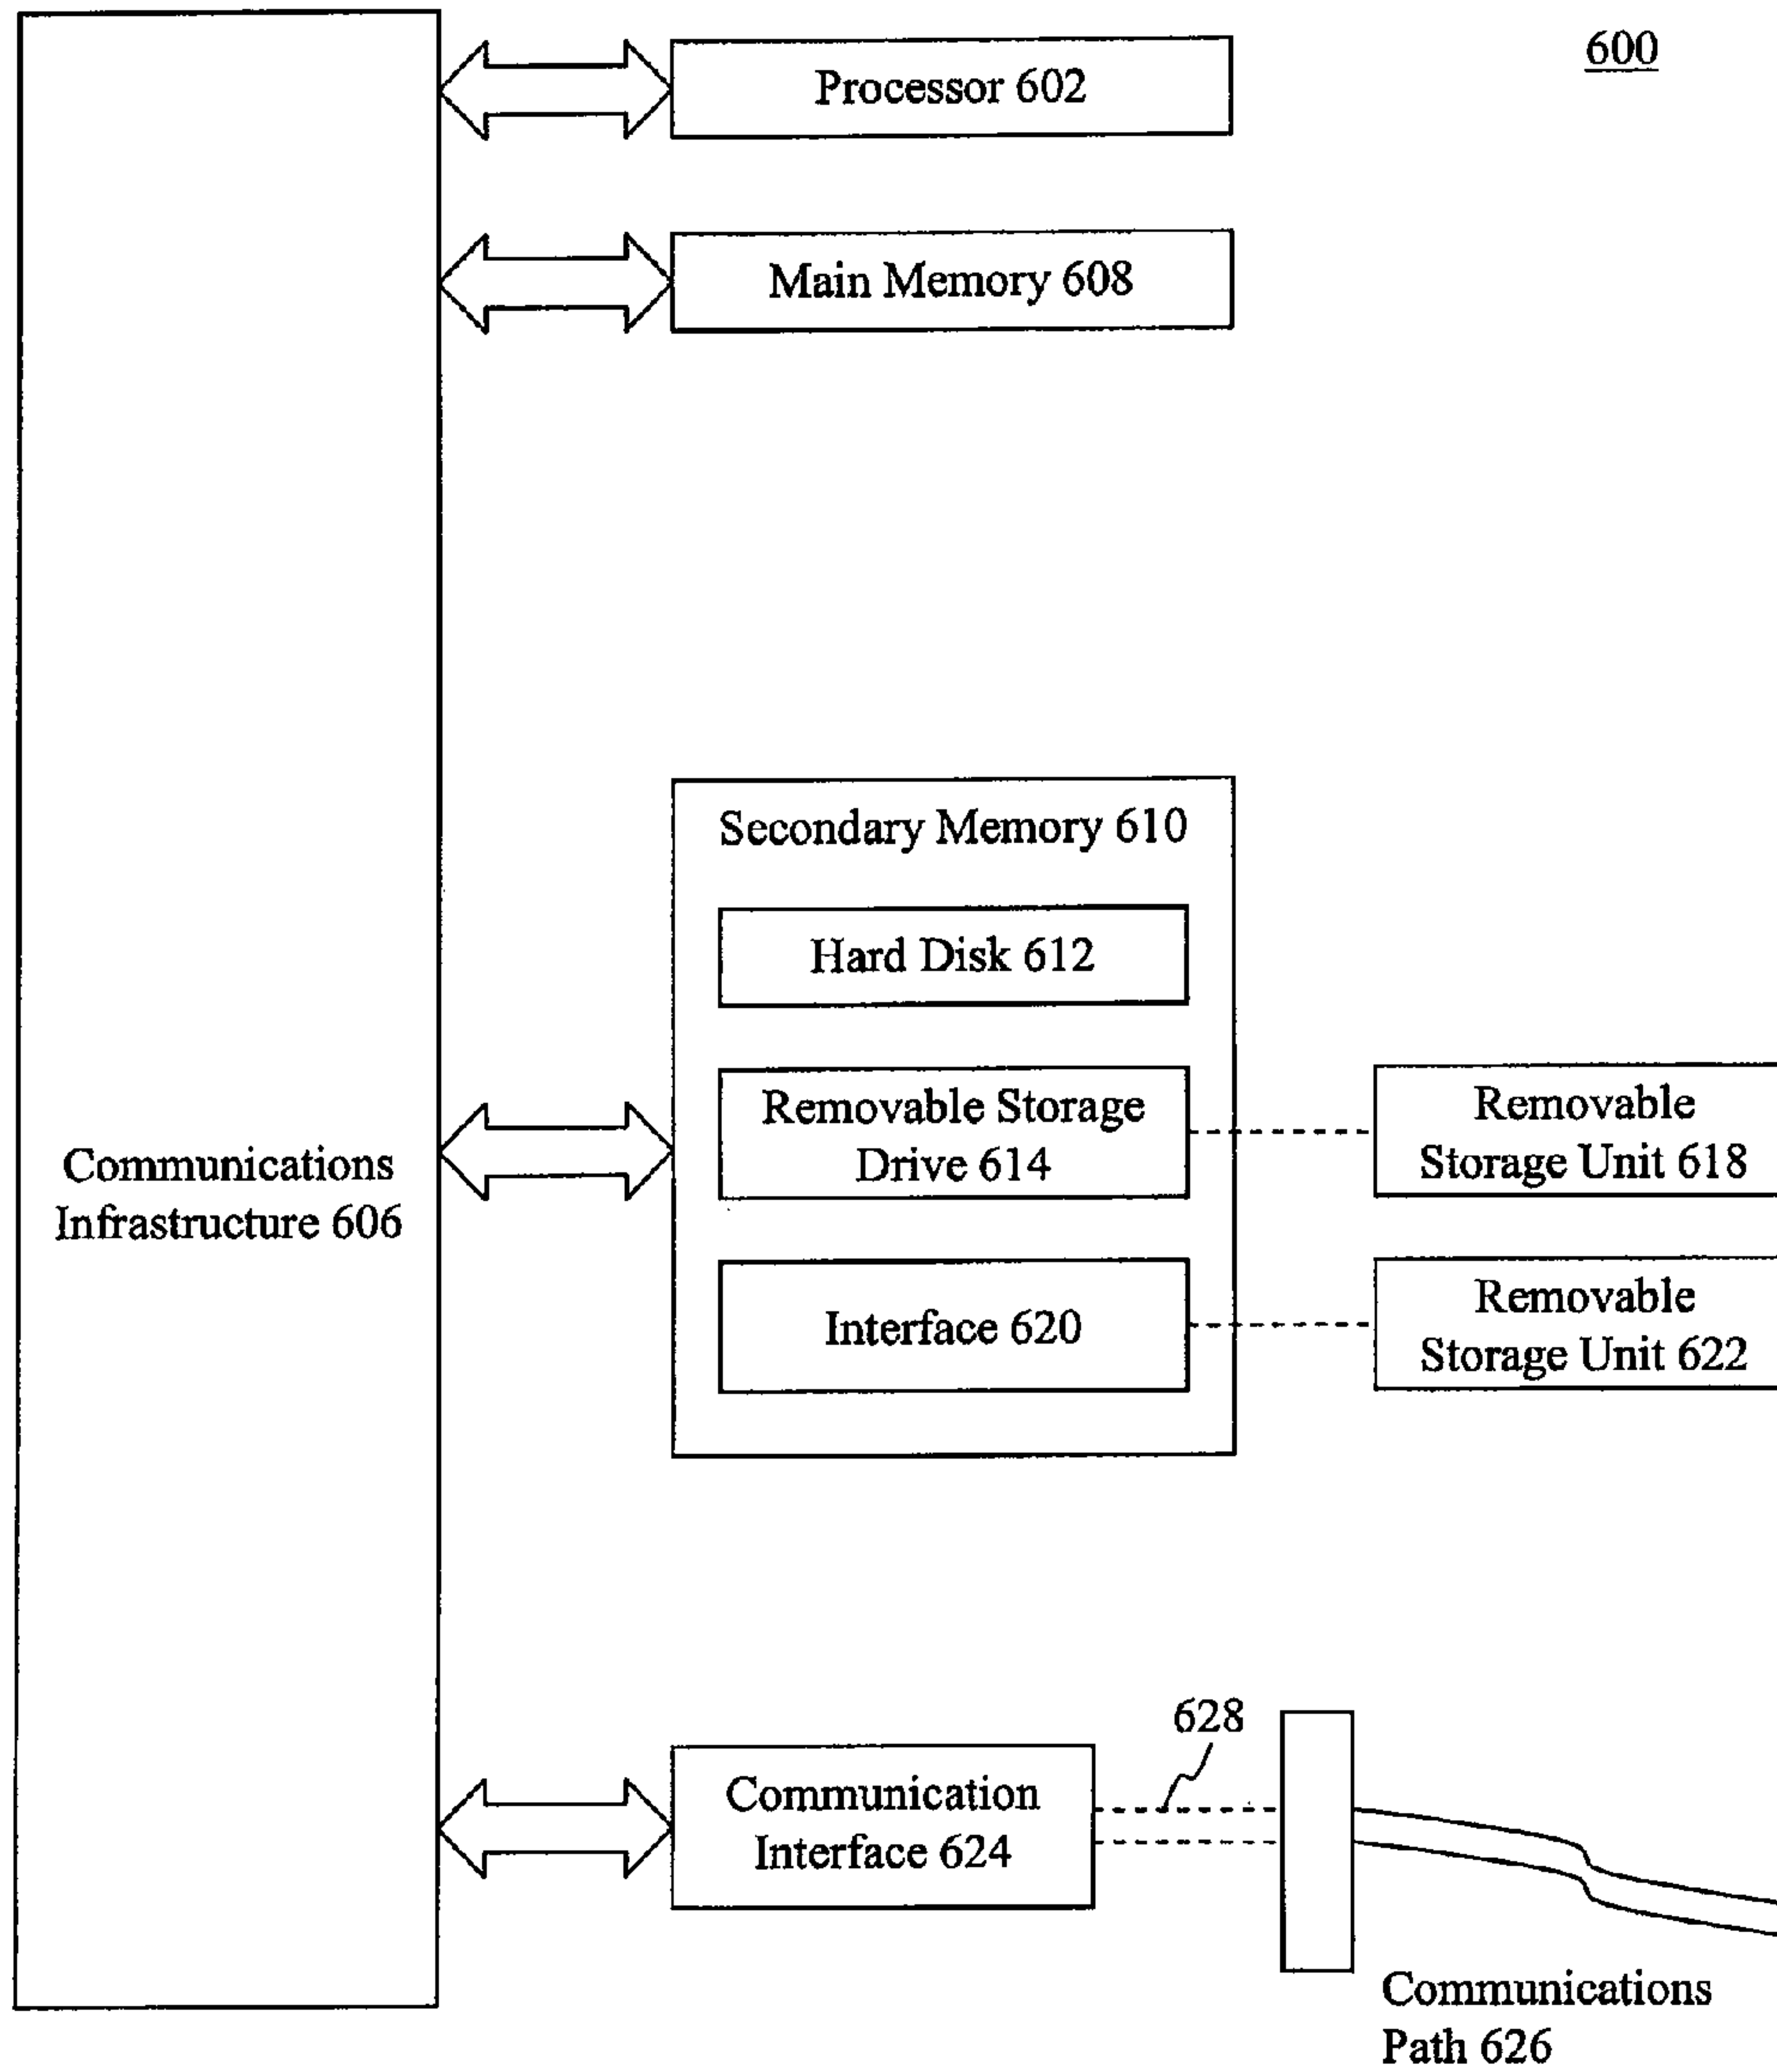 600
Processor 602
Main Memory 608
Secondary Memory 610
Hard Disk 612
Removable Storage
Drive 614
Removable
Storage Unit 618
Communications
Infrastructure 606
Interface 620
Removable
Storage Unit 622
628
Communication
Interface 624
Communications
Path 626